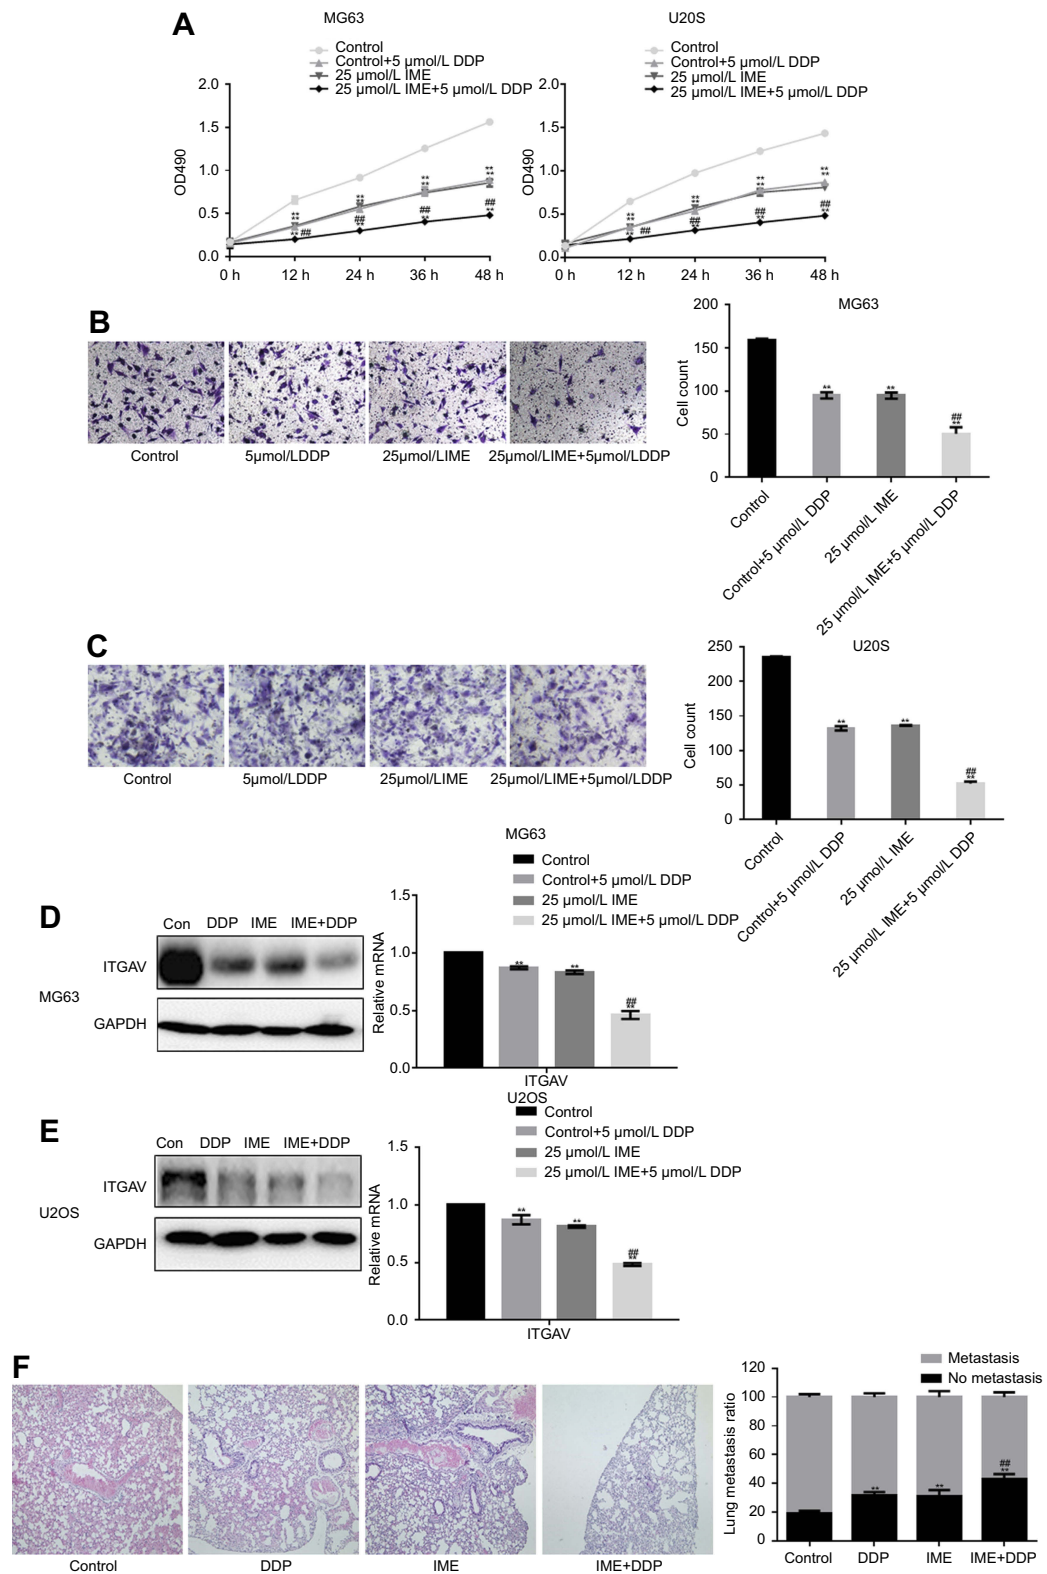 A
MG63
Control
Control+5 µmol/L DDP
25 µmol/L IME
25 µmol/L IME+5 µmol/L DDP
OD490
2.0
1.5
1.0
0.5
0.0
** ** ** **
** ** ** **
## ## ## ##
** ** ** **
0 h 12 h 24 h 36 h 48 h
U20S
Control
Control+5 µmol/L DDP
25 µmol/L IME
25 µmol/L IME+5 µmol/L DDP
OD490
2.0
1.5
1.0
0.5
0.0
** ** ** **
** ** ** **
## ## ## ##
** ** ** **
0 h 12 h 24 h 36 h 48 h
B
Control
5µmol/LDDP
25µmol/LIME
25µmol/LIME+5µmol/LDDP
MG63
Cell count
200
150
100
50
0
** **
##
**
Control
Control+5 µmol/L DDP
25 µmol/L IME
25 µmol/L IME+5 µmol/L DDP
C
Control
5µmol/LDDP
25µmol/LIME
25µmol/LIME+5µmol/LDDP
U20S
Cell count
250
200
150
100
50
0
** **
##
**
Control
Control+5 µmol/L DDP
25 µmol/L IME
25 µmol/L IME+5 µmol/L DDP
D
Con DDP IME IME+DDP
ITGAV
MG63
GAPDH
MG63
Control
Control+5 µmol/L DDP
25 µmol/L IME
25 µmol/L IME+5 µmol/L DDP
Relative mRNA
1.5
1.0
0.5
0.0
** **
##
**
ITGAV
E
Con DDP IME IME+DDP
ITGAV
U2OS
GAPDH
U2OS
Control
Control+5 µmol/L DDP
25 µmol/L IME
25 µmol/L IME+5 µmol/L DDP
Relative mRNA
1.5
1.0
0.5
0.0
** **
##
**
ITGAV
F
Control
DDP
IME
IME+DDP
Metastasis
No metastasis
Lung metastasis ratio
120
100
80
60
40
20
0
** **
##
**
Control DDP IME IME+DDP